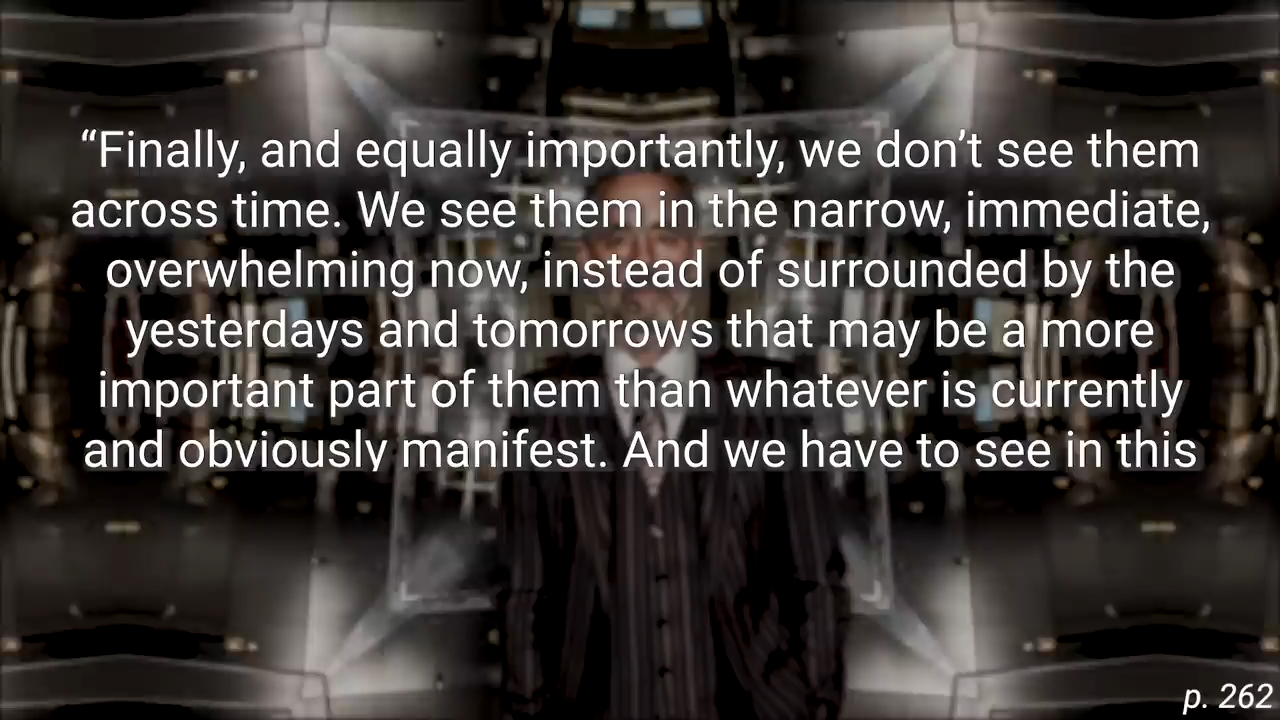 “Finally, and equally importantly, we don’t see them
across time. We see them in the narrow, immediate,
overwhelming now, instead of surrounded by the
yesterdays and tomorrows that may be a more
important part of them than whatever is currently
and obviously manifest. And we have to see in this
p. 262